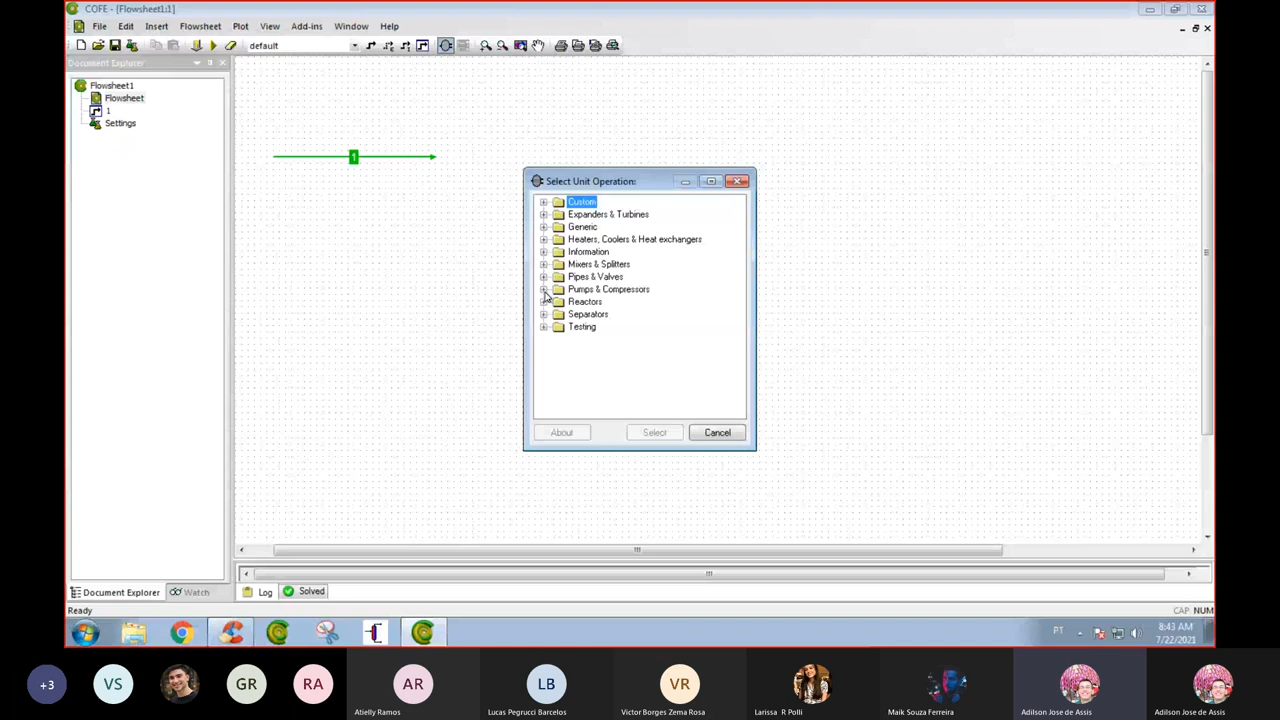 COFE - [Flowsheet1:1]
File Edit Insert Flowsheet Plot View Add-ins Window Help
default
Document Explorer
Flowsheet1
Flowsheet
1
Settings
1
Select Unit Operation:
Custom
Expanders & Turbines
Generic
Heaters, Coolers & Heat exchangers
Information
Mixers & Splitters
Pipes & Valves
Pumps & Compressors
Reactors
Separators
Testing
About Select Cancel
Document Explorer Watch
Log Solved
Ready CAP NUM
PT 8:43 AM
7/22/2021
+3 VS GR RA AR LB VR
Atielly Ramos Lucas Pegrucci Barcelos Victor Borges Zema Rosa Larissa R Polli Maik Souza Ferreira Adilson Jose de Assis Adilson Jose de Assis